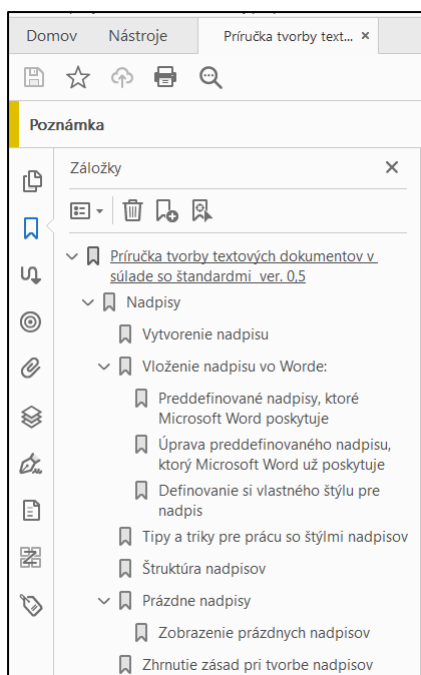 Domov Nástroje Príručka tvorby text... ×
Poznámka
Záložky
Príručka tvorby textových dokumentov v
súlade so štandardmi ver. 0,5
Nadpisy
Vytvorenie nadpisu
Vloženie nadpisu vo Worde:
Preddefinované nadpisy, ktoré
Microsoft Word poskytuje
Úprava preddefinovaného nadpisu,
ktorý Microsoft Word už poskytuje
Definovanie si vlastného štýlu pre
nadpis
Tipy a triky pre prácu so štýlmi nadpisov
Štruktúra nadpisov
Prázdne nadpisy
Zobrazenie prázdnych nadpisov
Zhrnutie zásad pri tvorbe nadpisov